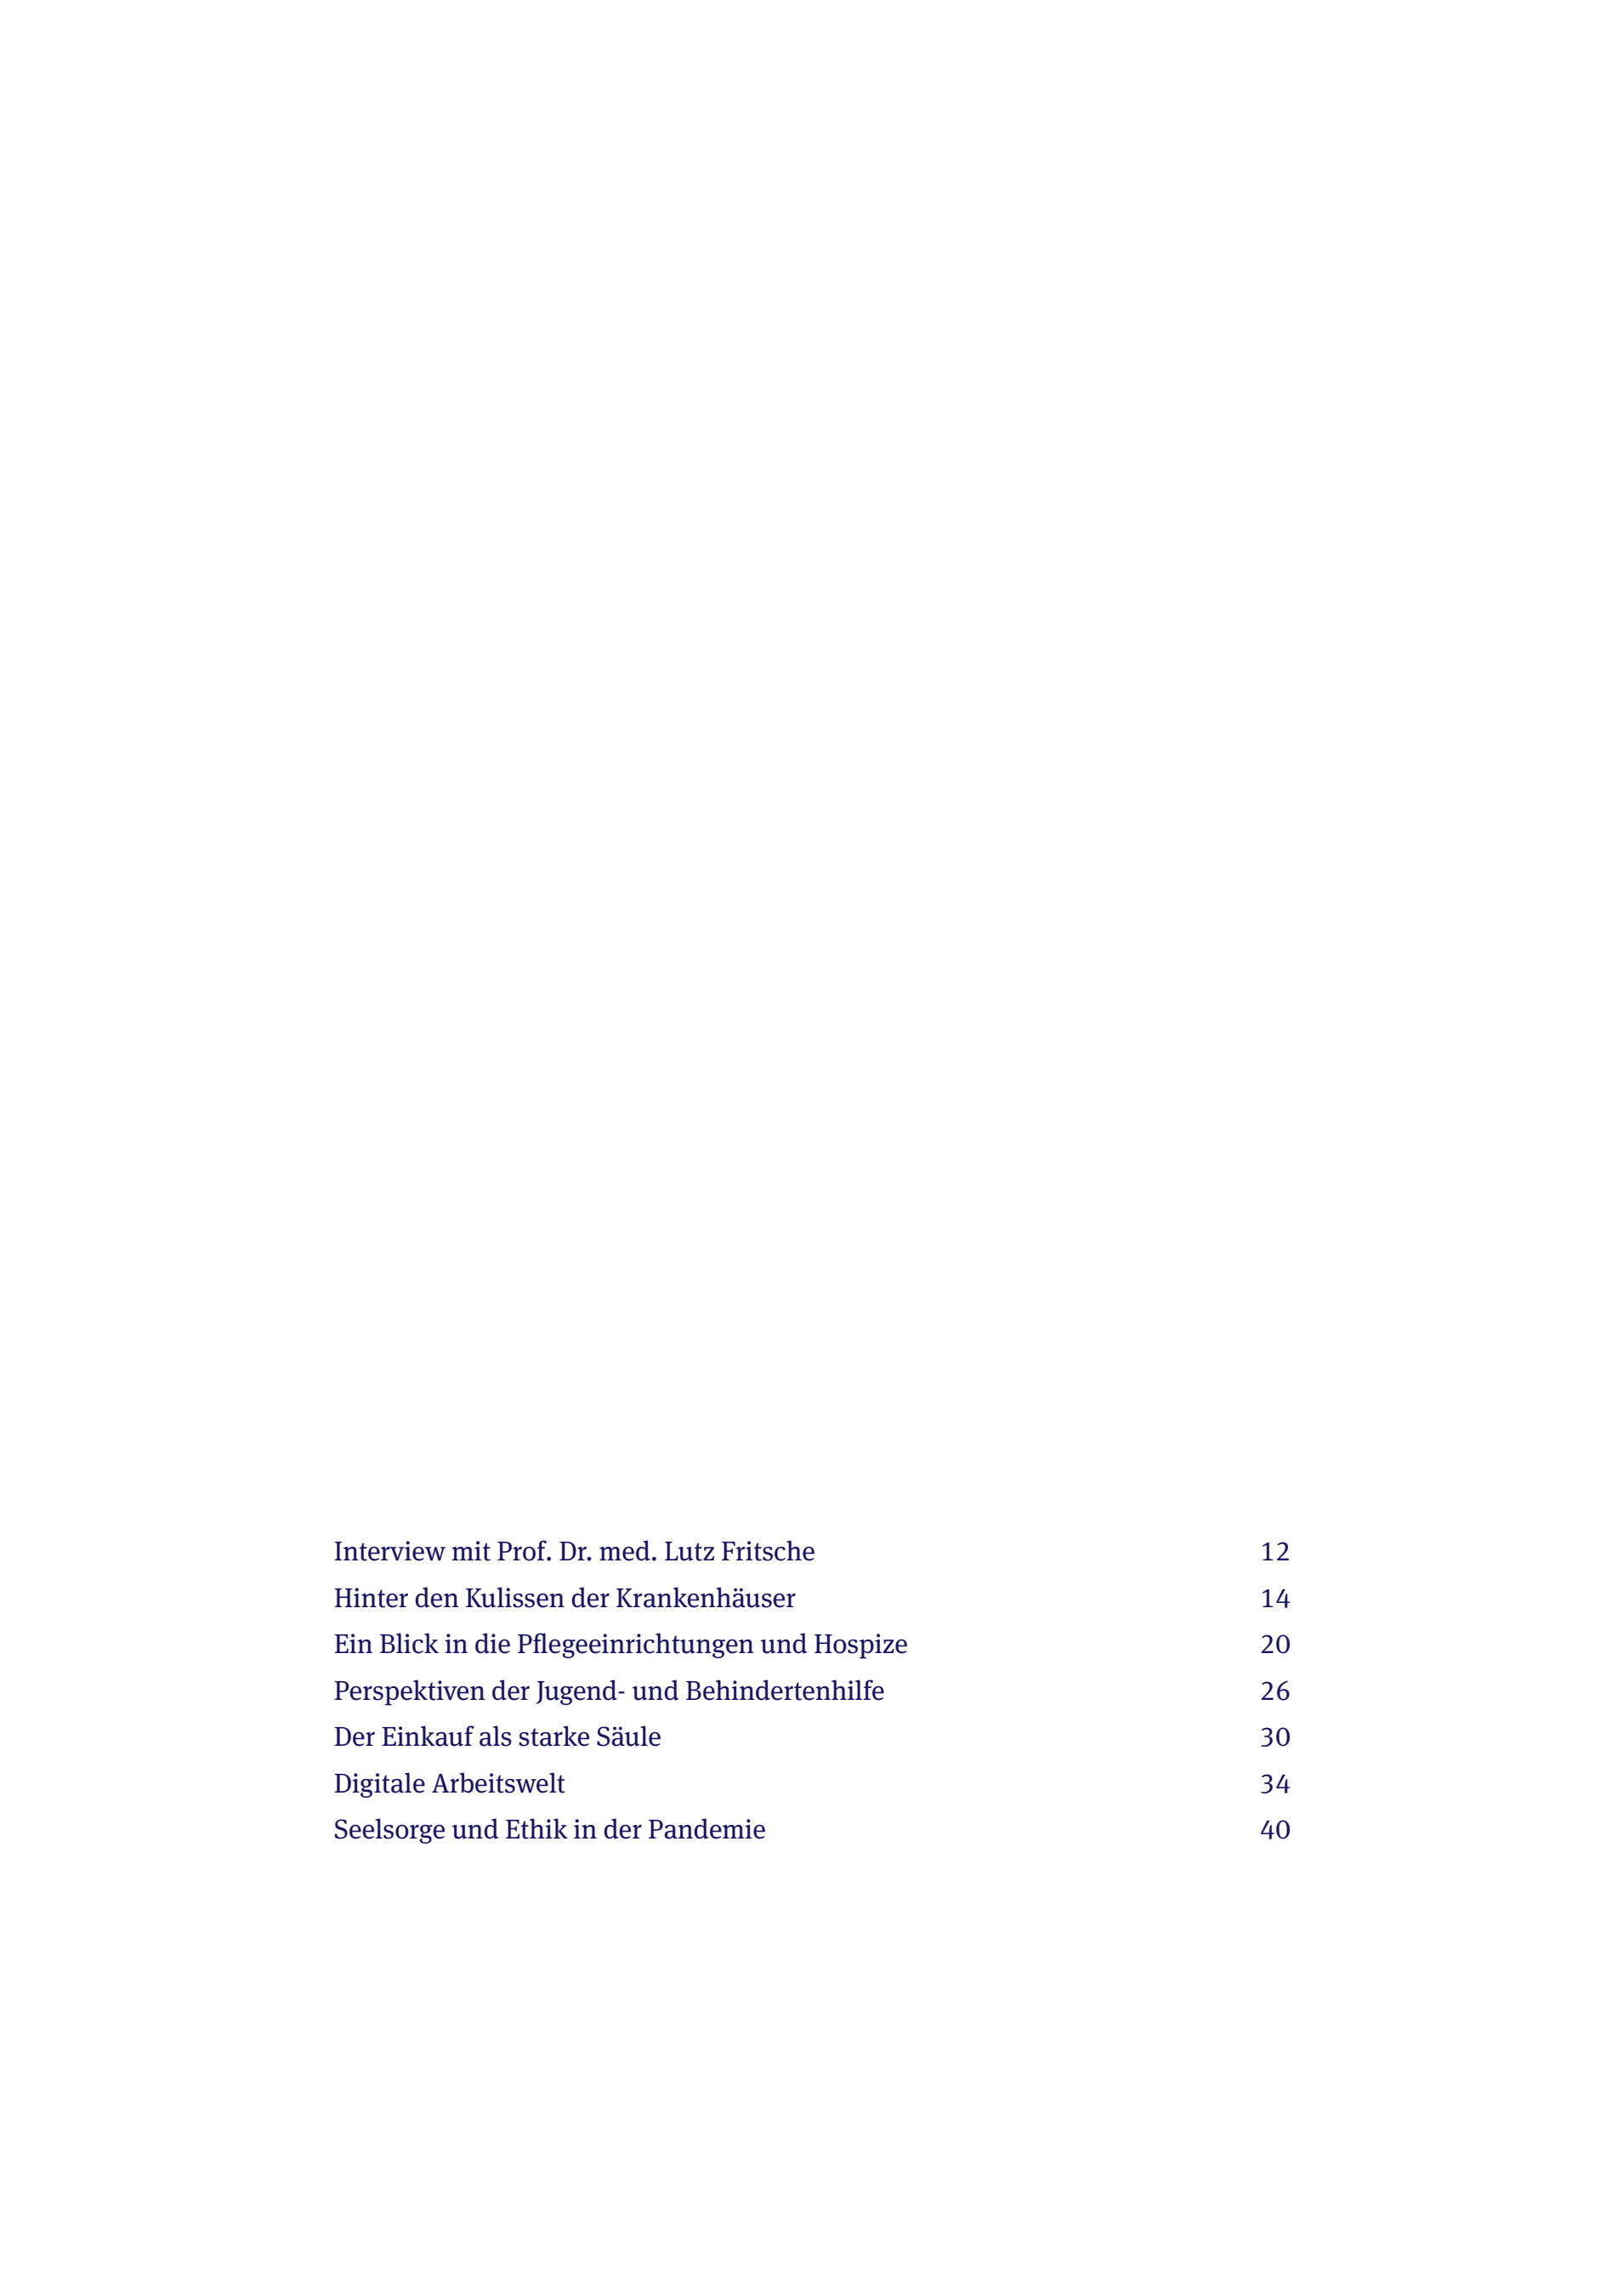 Interview mit Prof. Dr. med. Lutz Fritsche 12
Hinter den Kulissen der Krankenhäuser 14
Ein Blick in die Pflegeeinrichtungen und Hospize 20
Perspektiven der Jugend- und Behindertenhilfe 26
Der Einkauf als starke Säule 30
Digitale Arbeitswelt 34
Seelsorge und Ethik in der Pandemie 40